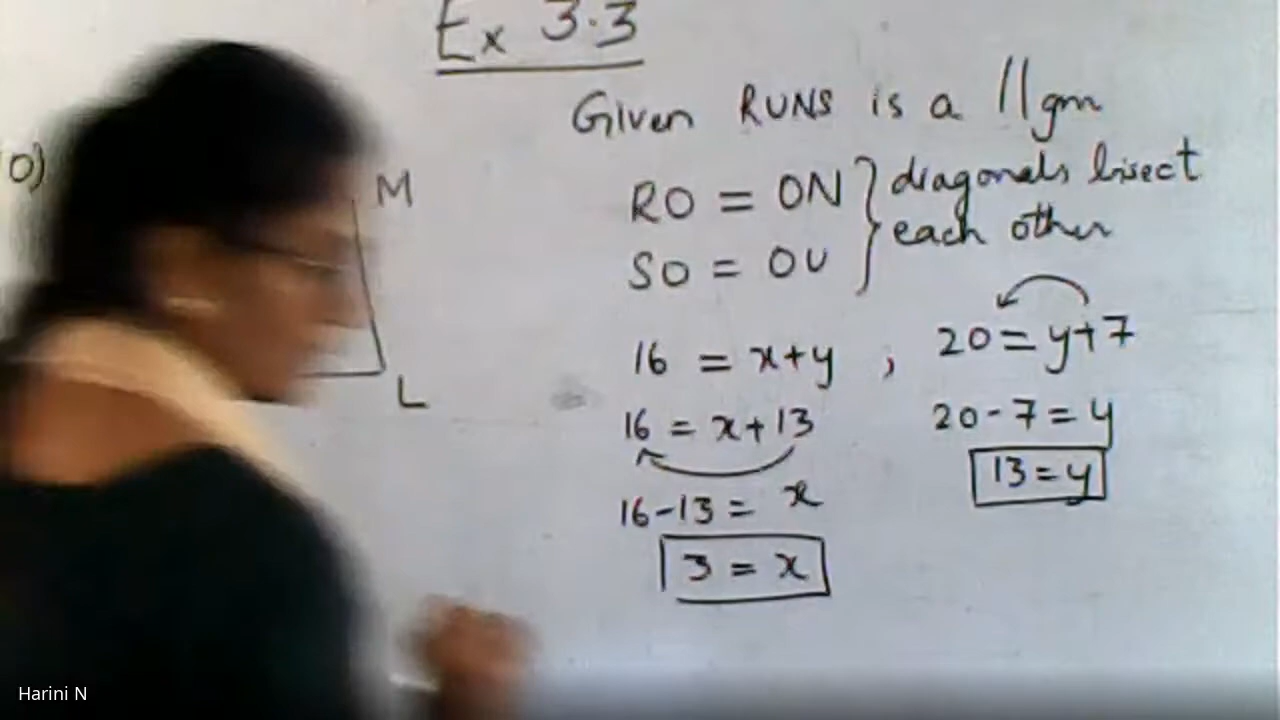 Ex 3.3
Given RUNS is a ||gm
RO = ON } diagonals bisect
SO = OU each other
16 = x+y , 20 = y+7
16 = x+13 20-7 = y
16-13 = x 13 = y
3 = x
0)
M
L
Harini N